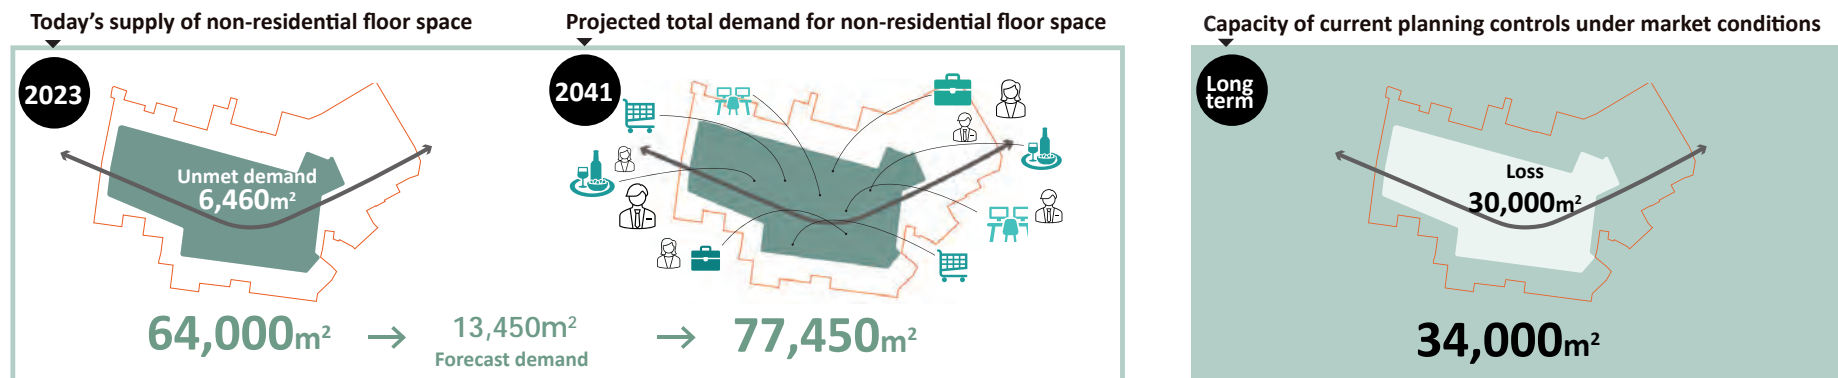 Today's supply of non-residential floor space
2023
Unmet demand
6,460m²
64,000m²
→
13,450m²
Forecast demand
→
Projected total demand for non-residential floor space
2041
77,450m²
Capacity of current planning controls under market conditions
Long
term
Loss
30,000m²
34,000m²